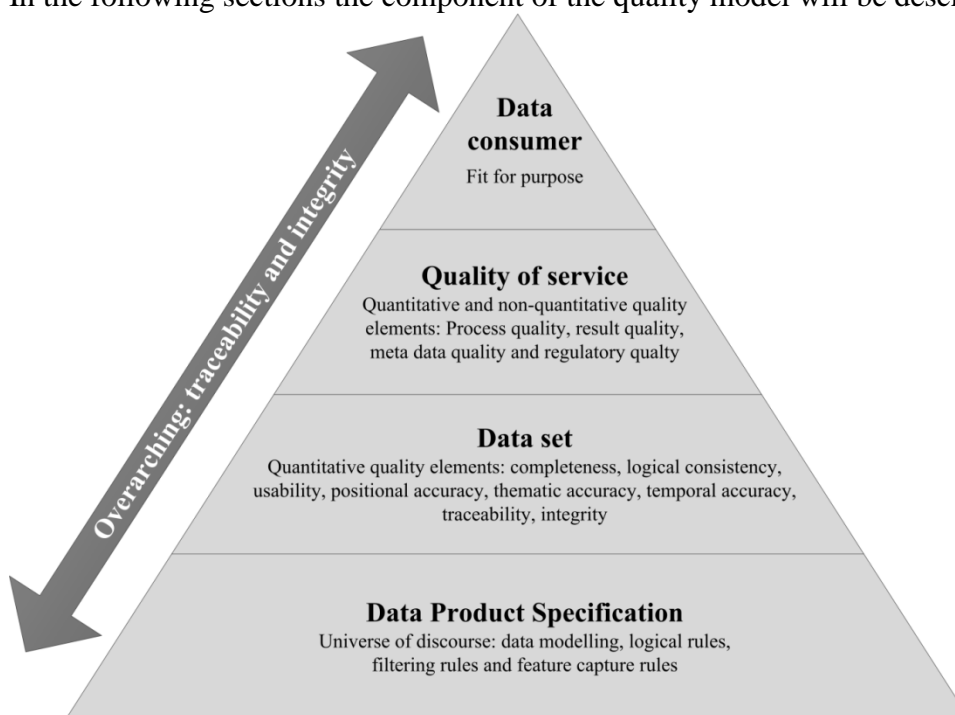 In the following sections the component of the quality model will be
Data
consumer
Fit for purpose
Overarching: traceability and integrity
Quality of service
Quantitative and non-quantitative quality
elements: Process quality, result quality,
meta data quality and regulatory qualty
Data set
Quantitative quality elements: completeness, logical consistency,
usability, positional accuracy, thematic accuracy, temporal accuracy,
traceability, integrity
Data Product Specification
Universe of discourse: data modelling, logical rules,
filtering rules and feature capture rules